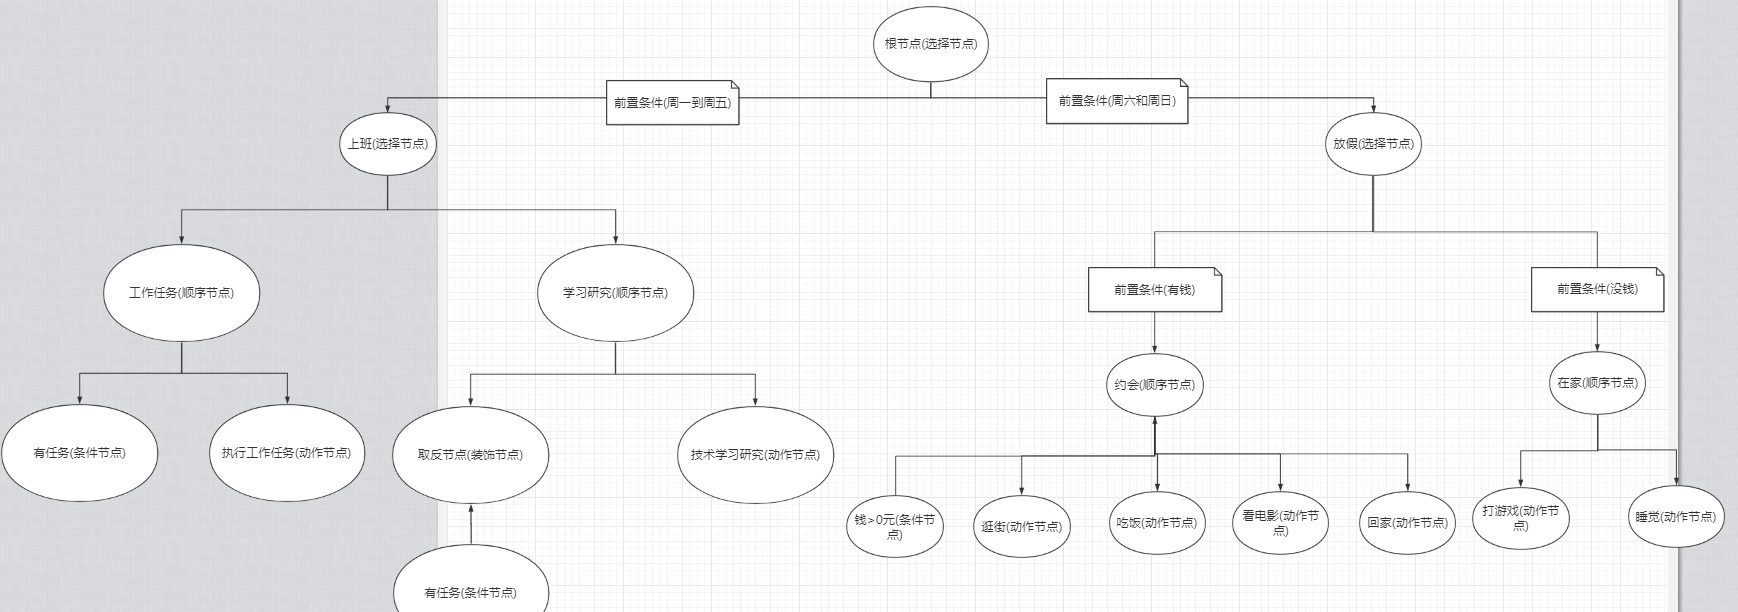 根节点(选择节点)
前置条件(周一到周五)
前置条件(周六和周日)
上班(选择节点)
放假(选择节点)
工作任务(顺序节点)
学习研究(顺序节点)
前置条件(有钱)
前置条件(没钱)
约会(顺序节点)
在家(顺序节点)
有任务(条件节点)
执行工作任务(动作节点)
取反节点(装饰节点)
技术学习研究(动作节点)
钱>0元(条件节
点)
逛街(动作节点)
吃饭(动作节点)
看电影(动作节
点)
回家(动作节点)
打游戏(动作节
点)
睡觉(动作节点)
有任务(条件节点)